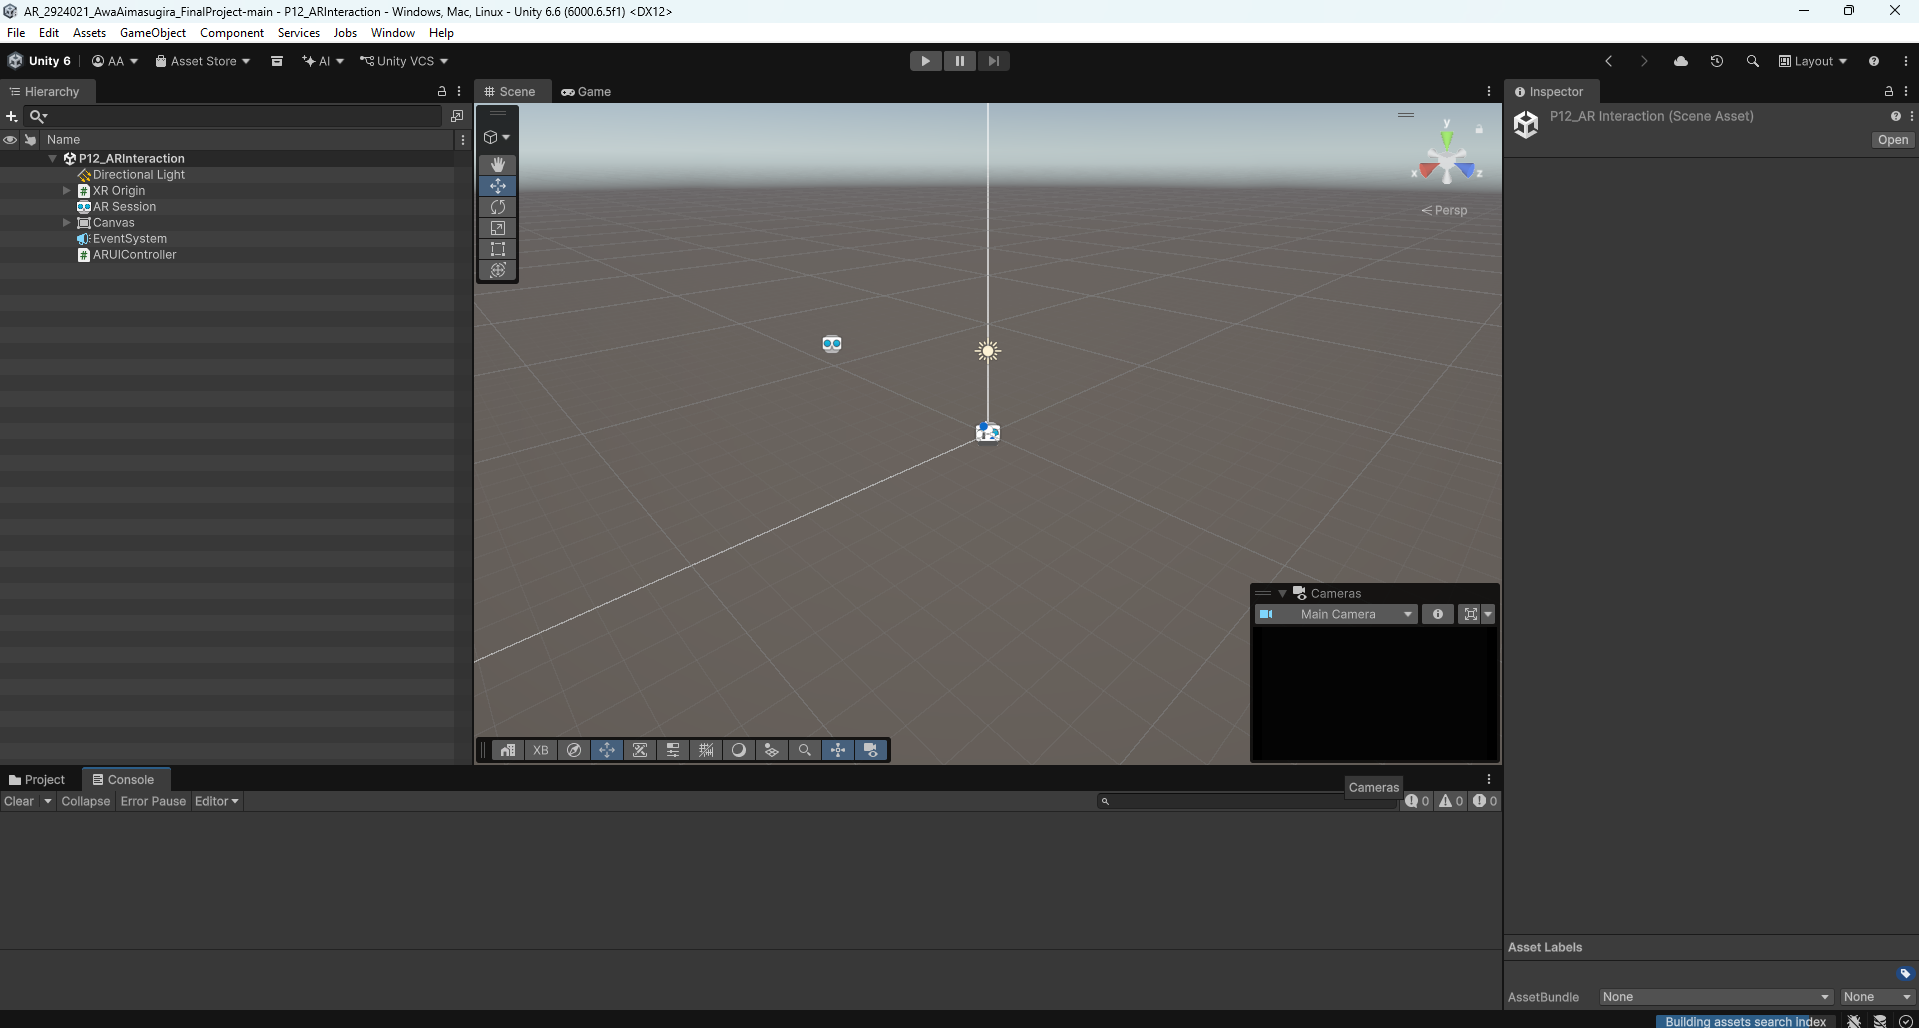 AR_2924021_AwaAimasugira_FinalProject-main - P12_ARInteraction - Windows, Mac, Linux - Unity 6.6 (6000.6.5f1) <DX12>
File Edit Assets GameObject Component Services Jobs Window Help
Unity 6 AA Asset Store AI Unity VCS Layout
Hierarchy
Scene Game
Inspector
P12_AR Interaction (Scene Asset)
Open
Name
P12_ARInteraction
Directional Light
XR Origin
AR Session
Canvas
EventSystem
ARUIController
y
x z
Persp
Cameras
Main Camera
XB
Project Console
Cameras
Clear Collapse Error Pause Editor 0 0 0
Asset Labels
AssetBundle None None
Building assets search index